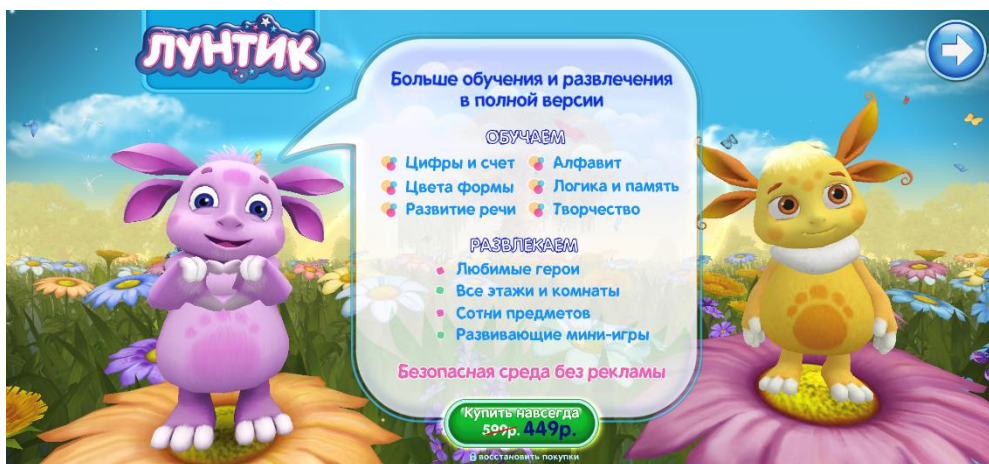 ЛУНТИК
Больше обучения и развлечения
в полной версии
ОБУЧАЕМ
Цифры и счет
Алфавит
Цвета формы
Логика и память
Развитие речи
Творчество
РАЗВЛЕКАЕМ
Любимые герои
Все этажи и комнаты
Сотни предметов
Развивающие мини-игры
Безопасная среда без рекламы
Купить навсегда
599р. 449р.
восстановить покупки